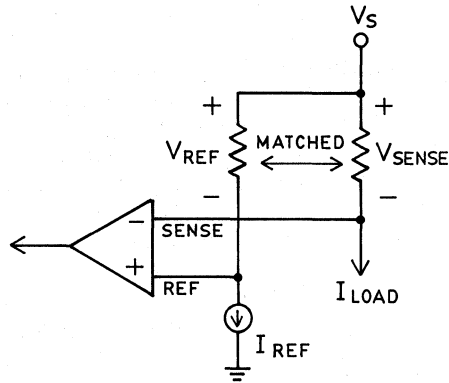 VS
+ +
VREF MATCHED VSENSE
− −
− SENSE
+ REF
ILOAD
IREF